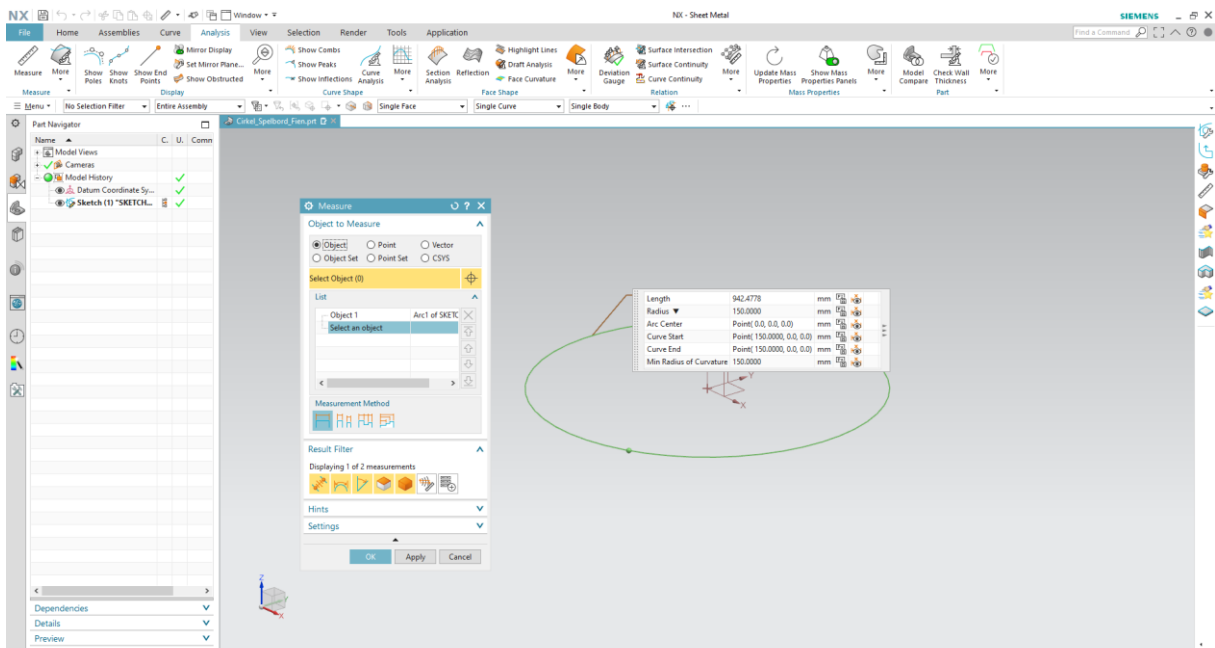 NX Window NX - Sheet Metal SIEMENS
File Home Assemblies Curve Analysis View Selection Render Tools Application Find a Command
Measure More Show Poles Show Knots Show End Points Mirror Display Set Mirror Plane... Show Obstructed More Show Combs Show Peaks Show Inflections Curve Analysis More Section Analysis Reflection Highlight Lines Draft Analysis Face Curvature More Deviation Gauge Surface Intersection Surface Continuity Curve Continuity More Update Mass Properties Show Mass Properties Panels More Model Compare Check Wall Thickness More
Measure Display Curve Shape Face Shape Relation Mass Properties Part
Menu No Selection Filter Entire Assembly Single Face Single Curve Single Body
Part Navigator
Cirkel_Spelbord_Fien.prt
Name C. U. Comn
Model Views
Cameras
Model History
Datum Coordinate Sy...
Sketch (1) "SKETCH...
Measure
Object to Measure
Object Point Vector
Object Set Point Set CSYS
Select Object (0)
List
Object 1 Arc1 of SKETC
Select an object
Measurement Method
Result Filter
Displaying 1 of 2 measurements
Hints
Settings
OK Apply Cancel
Length 942.4778 mm
Radius 150.0000 mm
Arc Center Point( 0.0, 0.0, 0.0) mm
Curve Start Point( 150.0000, 0.0, 0.0) mm
Curve End Point( 150.0000, 0.0, 0.0) mm
Min Radius of Curvature 150.0000 mm
Y
X
Z
Y
X
Dependencies
Details
Preview